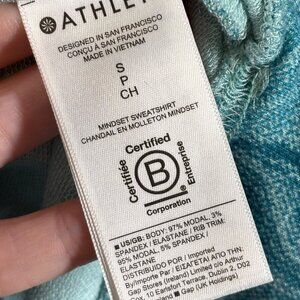 ATHLET
DESIGNED IN SAN FRANCISCO
CONÇU À SAN FRANCISCO
MADE IN VIETNAM
S
P
CH
MINDSET SWEATSHIRT
CHANDAIL EN MOLLETON MINDSET
Certified
Certifiée
B
Entreprise
Corporation
US/GB: BODY: 97% MODAL, 3%
SPANDEX / ELASTANE / RIB TRIM:
95% MODAL, 5% SPANDEX /
ELASTANE
DISTRIBUIDO POR / Imported
By/Importé Par / ΕΙΣΑΓΕΤΑΙ ΑΠΟ ΤΗΝ:
Gap Stores (Ireland) Ltd c/o Arthur
Cox, 10 Earlsfort Terrace, Dublin 2, D02
Gap (UK Holdings)